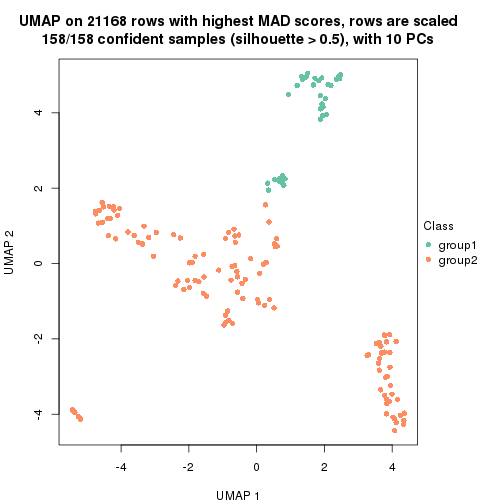 UMAP on 21168 rows with highest MAD scores, rows are scaled
158/158 confident samples (silhouette > 0.5), with 10 PCs
4
2
0
-2
-4
UMAP 2
-4
-2
0
2
4
UMAP 1
Class
group1
group2